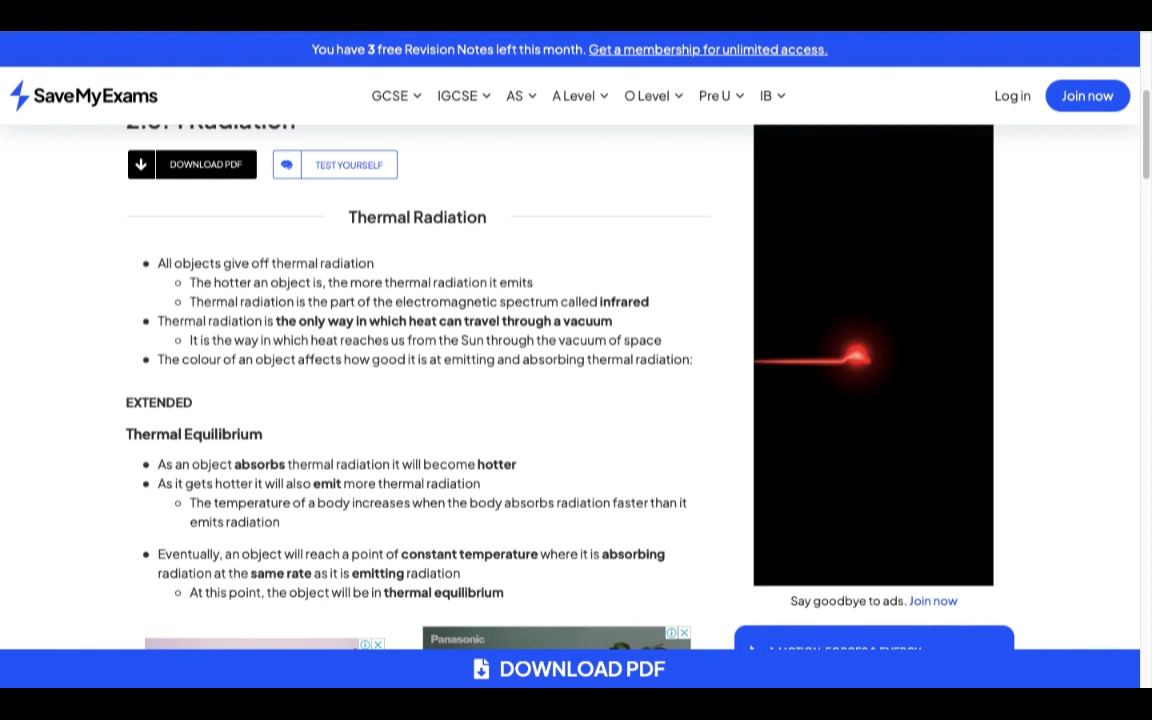 You have 3 free Revision Notes left this month. Get a membership for unlimited access.
SaveMyExams
GCSE IGCSE AS A Level O Level Pre U IB
Log in Join now
DOWNLOAD PDF TEST YOURSELF
Thermal Radiation
All objects give off thermal radiation
The hotter an object is, the more thermal radiation it emits
Thermal radiation is the part of the electromagnetic spectrum called infrared
Thermal radiation is the only way in which heat can travel through a vacuum
It is the way in which heat reaches us from the Sun through the vacuum of space
The colour of an object affects how good it is at emitting and absorbing thermal radiation:
EXTENDED
Thermal Equilibrium
As an object absorbs thermal radiation it will become hotter
As it gets hotter it will also emit more thermal radiation
The temperature of a body increases when the body absorbs radiation faster than it
emits radiation
Eventually, an object will reach a point of constant temperature where it is absorbing
radiation at the same rate as it is emitting radiation
At this point, the object will be in thermal equilibrium
Say goodbye to ads. Join now
Panasonic
DOWNLOAD PDF